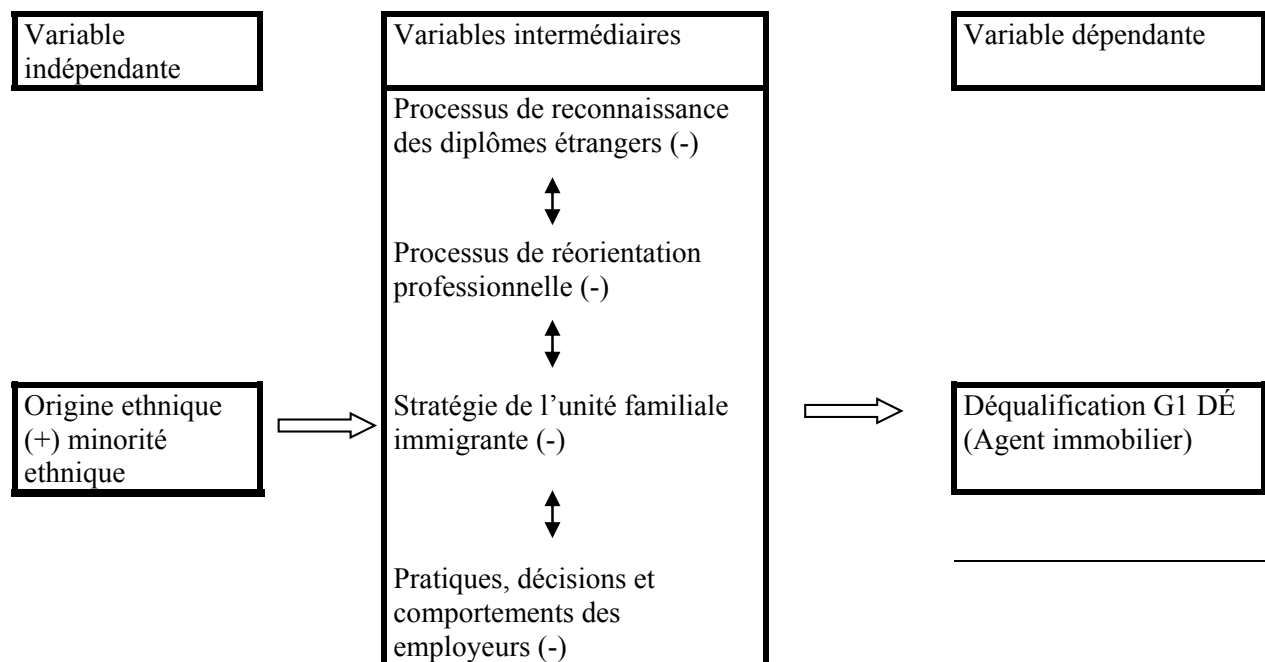 Variable
indépendante
Variables intermédiaires
Variable dépendante
Processus de reconnaissance
des diplômes étrangers (-)
Processus de réorientation
professionnelle (-)
Origine ethnique
(+) minorité
ethnique
Stratégie de l’unité familiale
immigrante (-)
Déqualification G1 DÉ
(Agent immobilier)
Pratiques, décisions et
comportements des
employeurs (-)